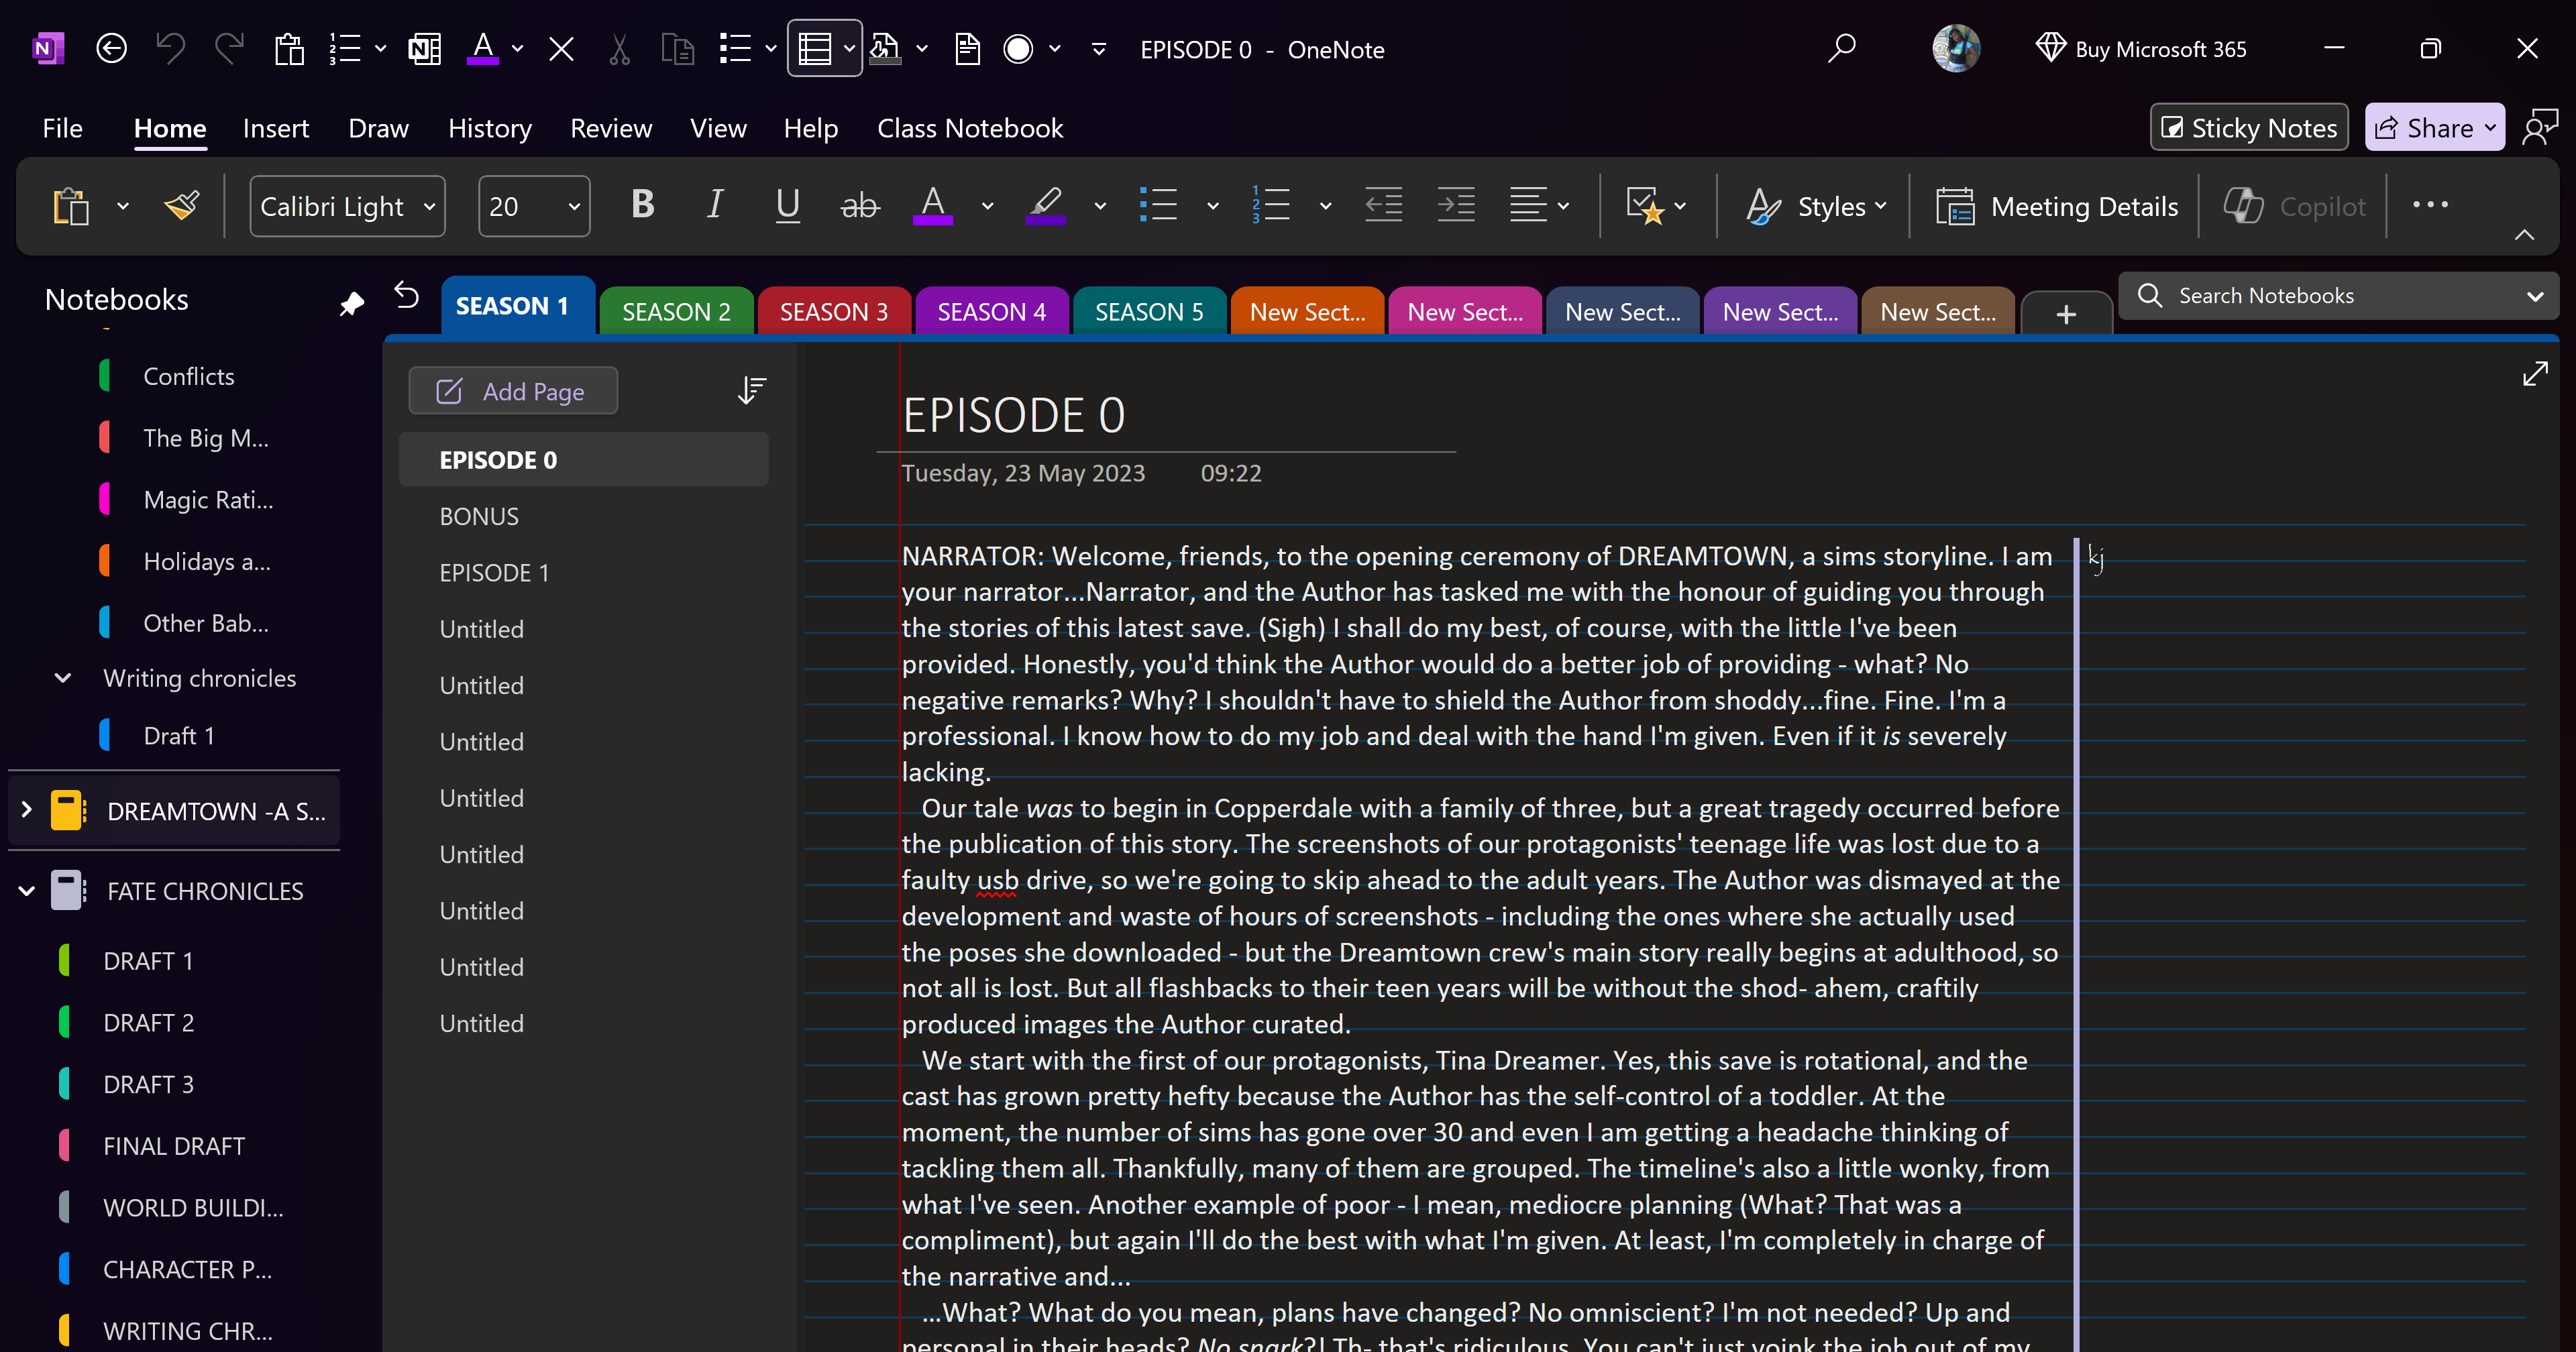 EPISODE 0 - OneNote
Buy Microsoft 365
File Home Insert Draw History Review View Help Class Notebook
Sticky Notes
Share
Calibri Light
20
Styles
Meeting Details
Copilot
Notebooks
SEASON 1
SEASON 2
SEASON 3
SEASON 4
SEASON 5
New Sect...
New Sect...
New Sect...
New Sect...
New Sect...
Search Notebooks
Conflicts
The Big M...
Magic Rati...
Holidays a...
Other Bab...
Writing chronicles
Draft 1
DREAMTOWN -A S...
FATE CHRONICLES
DRAFT 1
DRAFT 2
DRAFT 3
FINAL DRAFT
WORLD BUILDI...
CHARACTER P...
WRITING CHR...
Add Page
EPISODE 0
BONUS
EPISODE 1
Untitled
Untitled
Untitled
Untitled
Untitled
Untitled
Untitled
Untitled
EPISODE 0
Tuesday, 23 May 2023 09:22
NARRATOR: Welcome, friends, to the opening ceremony of DREAMTOWN, a sims storyline. I am
your narrator...Narrator, and the Author has tasked me with the honour of guiding you through
the stories of this latest save. (Sigh) I shall do my best, of course, with the little I've been
provided. Honestly, you'd think the Author would do a better job of providing - what? No
negative remarks? Why? I shouldn't have to shield the Author from shoddy...fine. Fine. I'm a
professional. I know how to do my job and deal with the hand I'm given. Even if it is severely
lacking.
Our tale was to begin in Copperdale with a family of three, but a great tragedy occurred before
the publication of this story. The screenshots of our protagonists' teenage life was lost due to a
faulty usb drive, so we're going to skip ahead to the adult years. The Author was dismayed at the
development and waste of hours of screenshots - including the ones where she actually used
the poses she downloaded - but the Dreamtown crew's main story really begins at adulthood, so
not all is lost. But all flashbacks to their teen years will be without the shod- ahem, craftily
produced images the Author curated.
We start with the first of our protagonists, Tina Dreamer. Yes, this save is rotational, and the
cast has grown pretty hefty because the Author has the self-control of a toddler. At the
moment, the number of sims has gone over 30 and even I am getting a headache thinking of
tackling them all. Thankfully, many of them are grouped. The timeline's also a little wonky, from
what I've seen. Another example of poor - I mean, mediocre planning (What? That was a
compliment), but again I'll do the best with what I'm given. At least, I'm completely in charge of
the narrative and...
...What? What do you mean, plans have changed? No omniscient? I'm not needed? Up and
personal in their heads? No snark?! Th- that's ridiculous. You can't just yoink the job out of my
kj